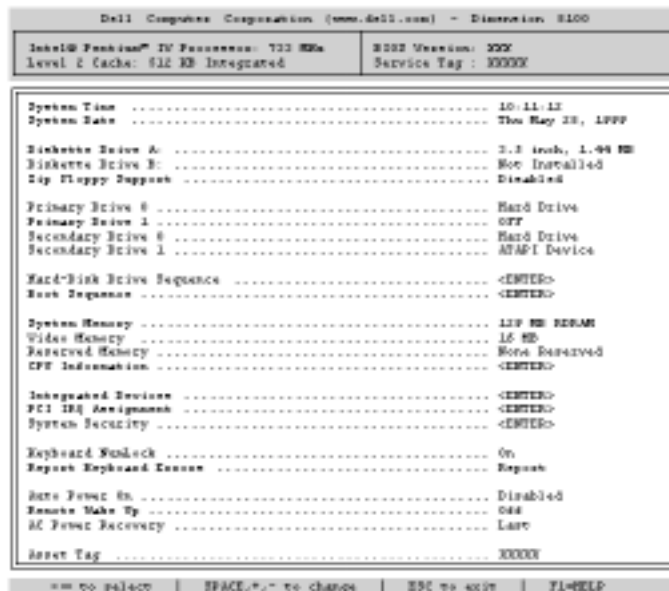 Dell Computer Corporation (www.dell.com) - Dimension 8100
Intel® Pentium® IV Processor: 733 MHz
Level 2 Cache: 512 KB Integrated
BIOS Version: XXX
Service Tag : XXXXX
System Time ........................................ 10:11:12
System Date ........................................ Thu May 28, 1999
Diskette Drive A: ........................................ 3.5 inch, 1.44 MB
Diskette Drive B: ........................................ Not Installed
Zip Floppy Support ........................................ Disabled
Primary Drive 0 ........................................ Hard Drive
Primary Drive 1 ........................................ OFF
Secondary Drive 0 ........................................ Hard Drive
Secondary Drive 1 ........................................ ATAPI Device
Hard-Disk Drive Sequence ........................................ <ENTER>
Boot Sequence ........................................ <ENTER>
System Memory ........................................ 128 MB RDRAM
Video Memory ........................................ 16 MB
Reserved Memory ........................................ None Reserved
CPU Information ........................................ <ENTER>
Integrated Devices ........................................ <ENTER>
PCI IRQ Assignment ........................................ <ENTER>
System Security ........................................ <ENTER>
Keyboard NumLock ........................................ On
Report Keyboard Errors ........................................ Report
Auto Power On ........................................ Disabled
Remote Wake Up ........................................ Off
AC Power Recovery ........................................ Last
Asset Tag ........................................ XXXXX
to select | SPACE,+,- to change | ESC to exit | F1=HELP